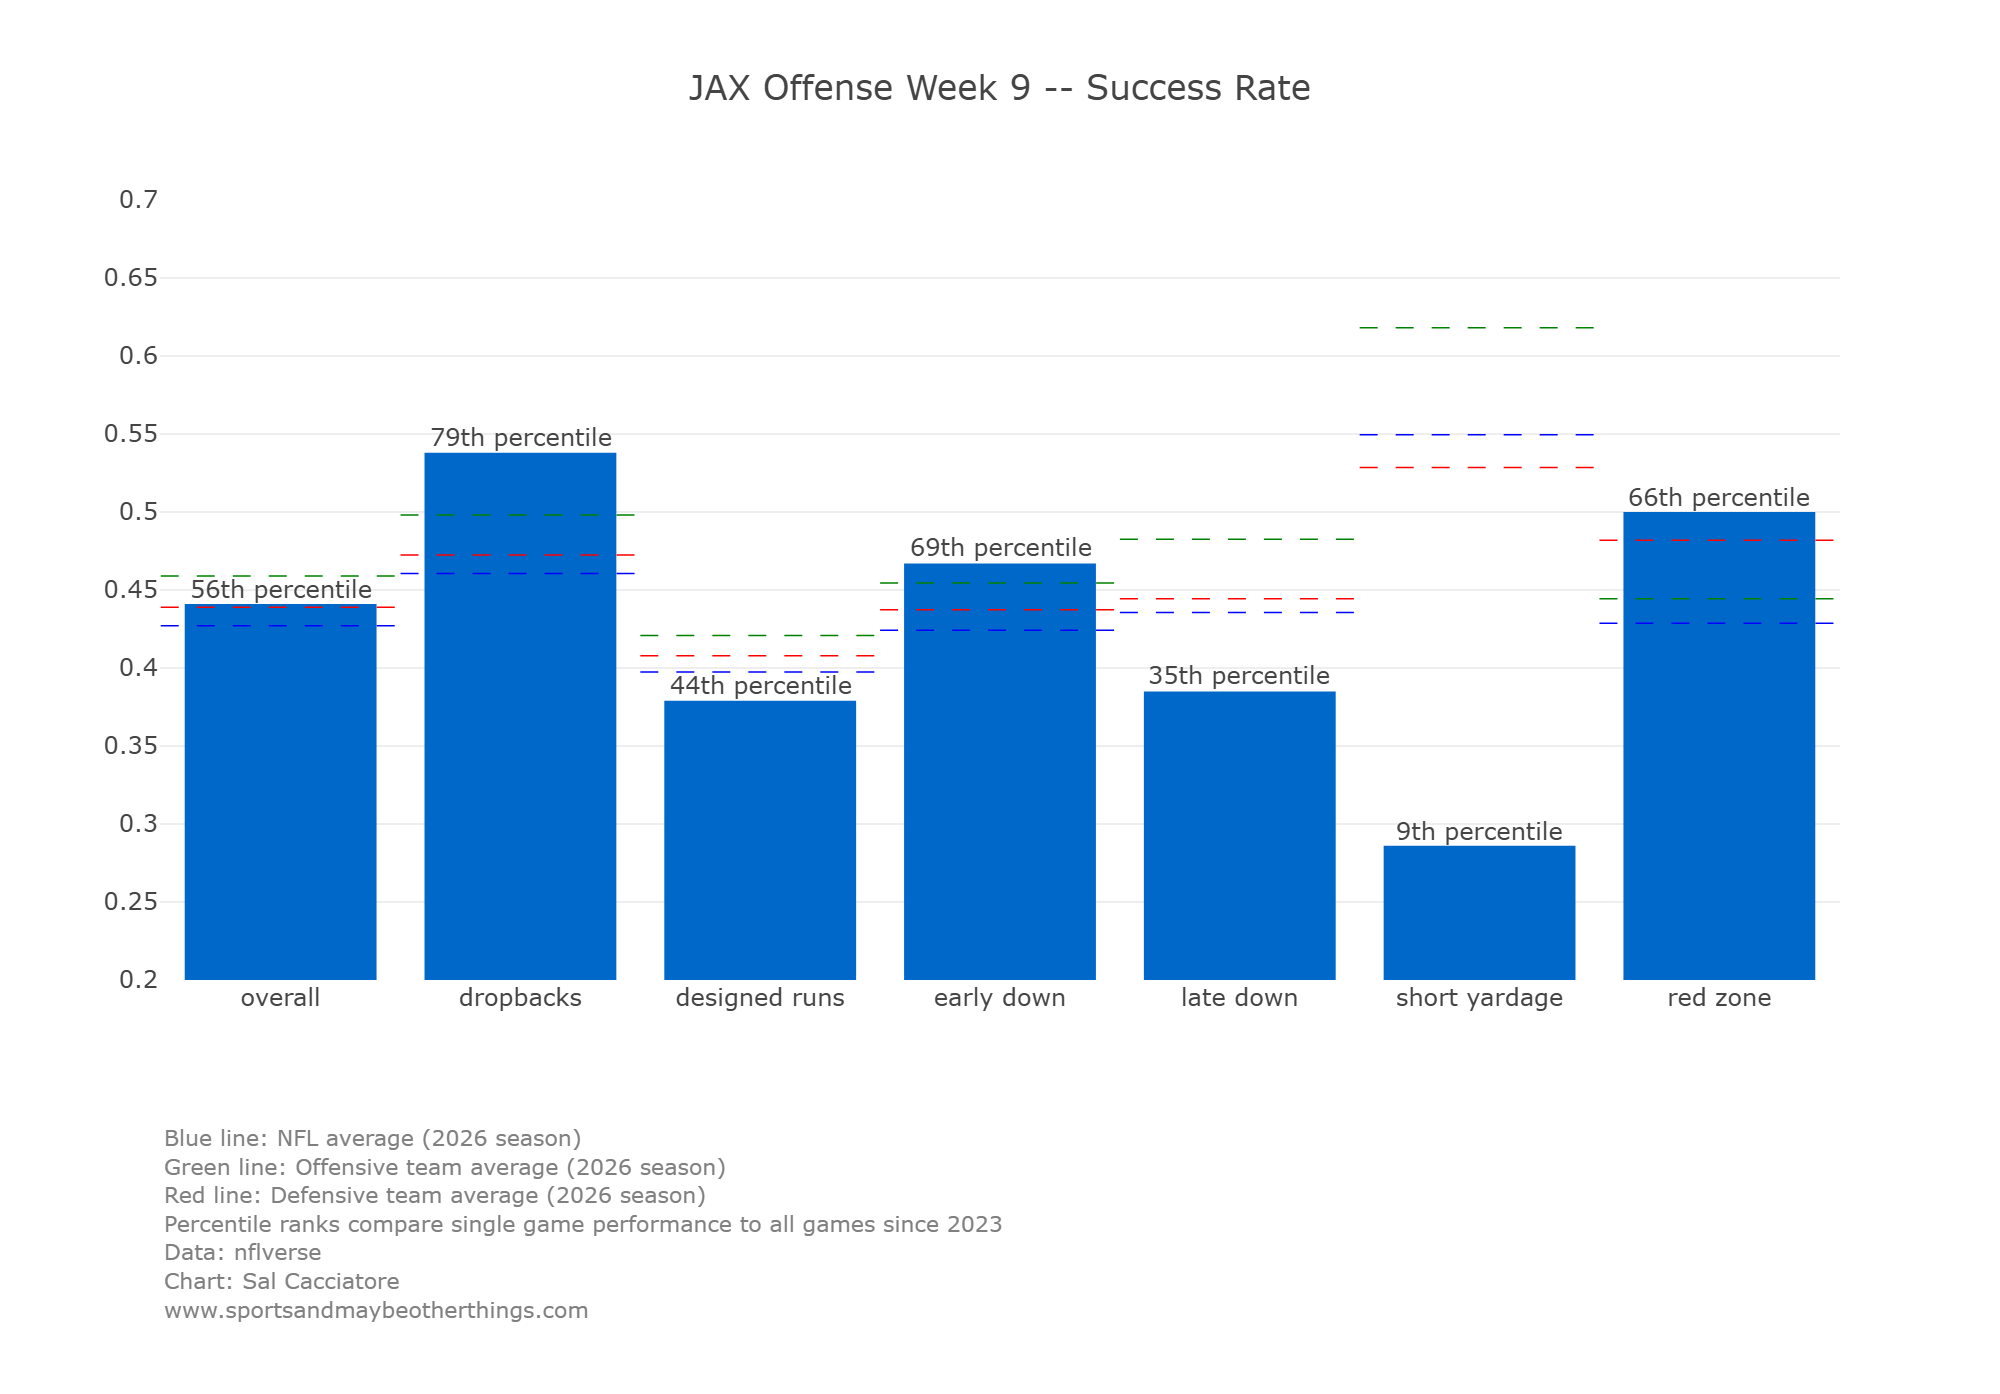 JAX Offense Week 9 -- Success Rate
0.7
0.65
0.6
0.55
0.5
0.45
0.4
0.35
0.3
0.25
0.2
56th percentile
79th percentile
44th percentile
69th percentile
35th percentile
9th percentile
66th percentile
overall
dropbacks
designed runs
early down
late down
short yardage
red zone
Blue line: NFL average (2026 season)
Green line: Offensive team average (2026 season)
Red line: Defensive team average (2026 season)
Percentile ranks compare single game performance to all games since 2023
Data: nflverse
Chart: Sal Cacciatore
www.sportsandmaybeotherthings.com